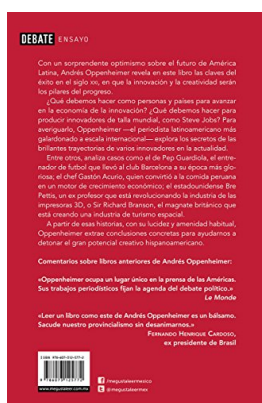 DEBATE ENSAYO
Con un sorprendente optimismo sobre el futuro de América
Latina, Andrés Oppenheimer revela en este libro las claves del
éxito en el siglo XXI, en que la innovación y la creatividad serán
los pilares del progreso.
¿Qué debemos hacer como personas y países para avanzar
en la economía de la innovación? ¿Qué debemos hacer para
producir innovadores de talla mundial, como Steve Jobs? Para
averiguarlo, Oppenheimer —el periodista latinoamericano más
galardonado a escala internacional— explora los secretos de las
brillantes trayectorias de varios innovadores en la actualidad.
Entre otros, analiza casos como el de Pep Guardiola, el entre-
nador de futbol que llevó al club Barcelona a su época más glo-
riosa; el chef Gastón Acurio, quien convirtió a la comida peruana
en un motor de crecimiento económico; el estadounidense Bre
Pettis, un ex profesor que está revolucionando la industria de las
impresoras 3D, o Sir Richard Branson, el magnate británico que
está creando una industria de turismo espacial.
A partir de esas historias, con su lucidez y amenidad habitual,
Oppenheimer extrae conclusiones concretas para ayudarnos a
detonar el gran potencial creativo hispanoamericano.
Comentarios sobre libros anteriores de Andrés Oppenheimer:
«Oppenheimer ocupa un lugar único en la prensa de las Américas.
Sus trabajos periodísticos fijan la agenda del debate político.»
Le Monde
«Leer un libro como este de Andrés Oppenheimer es un bálsamo.
Sacude nuestro provincialismo sin desanimarnos.»
FERNANDO HENRIQUE CARDOSO,
ex presidente de Brasil
www.megustaleer.com.mx
/megustaleermexico
@megustaleermex